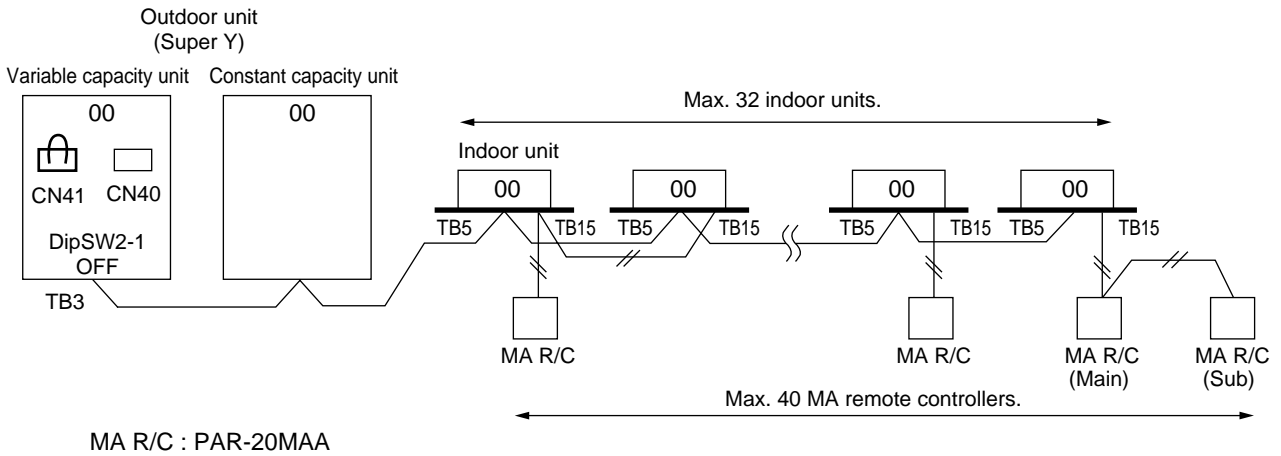 Outdoor unit
(Super Y)
Variable capacity unit Constant capacity unit
00 00
CN41 CN40
DipSW2-1
OFF
TB3
Max. 32 indoor units.
Indoor unit
00 00 00 00
TB5 TB15 TB5 TB15 TB5 TB15 TB5 TB15
MA R/C MA R/C MA R/C MA R/C
(Main) (Sub)
Max. 40 MA remote controllers.
MA R/C : PAR-20MAA